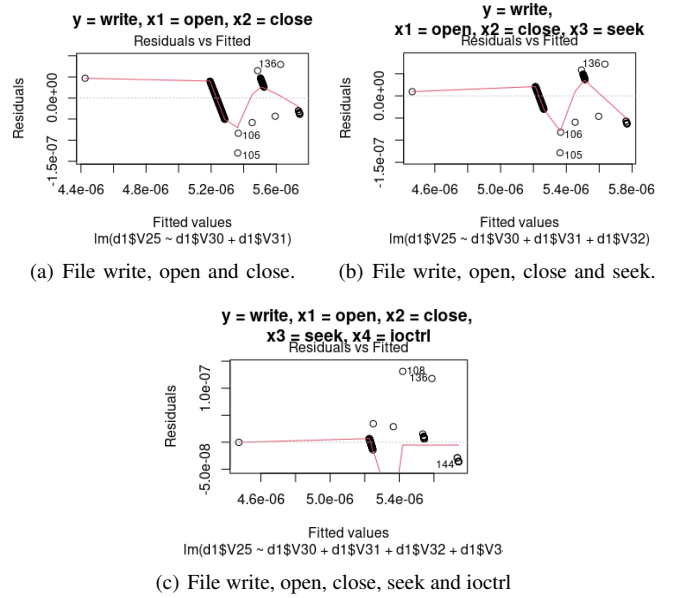 y = write, x1 = open, x2 = close
Residuals vs Fitted
Residuals
0.0e+00
-1.5e-07
136
106
105
4.4e-06 4.8e-06 5.2e-06 5.6e-06
Fitted values
lm(d1$V25 ~ d1$V30 + d1$V31)
(a) File write, open and close.
y = write,
x1 = open, x2 = close, x3 = seek
Residuals vs Fitted
Residuals
0.0e+00
-1.5e-07
136
106
105
4.6e-06 5.0e-06 5.4e-06 5.8e-06
Fitted values
lm(d1$V25 ~ d1$V30 + d1$V31 + d1$V32)
(b) File write, open, close and seek.
y = write, x1 = open, x2 = close,
x3 = seek, x4 = ioctrl
Residuals vs Fitted
Residuals
1.0e-07
-5.0e-08
108
136
144
4.6e-06 5.0e-06 5.4e-06
Fitted values
lm(d1$V25 ~ d1$V30 + d1$V31 + d1$V32 + d1$V3
(c) File write, open, close, seek and ioctrl